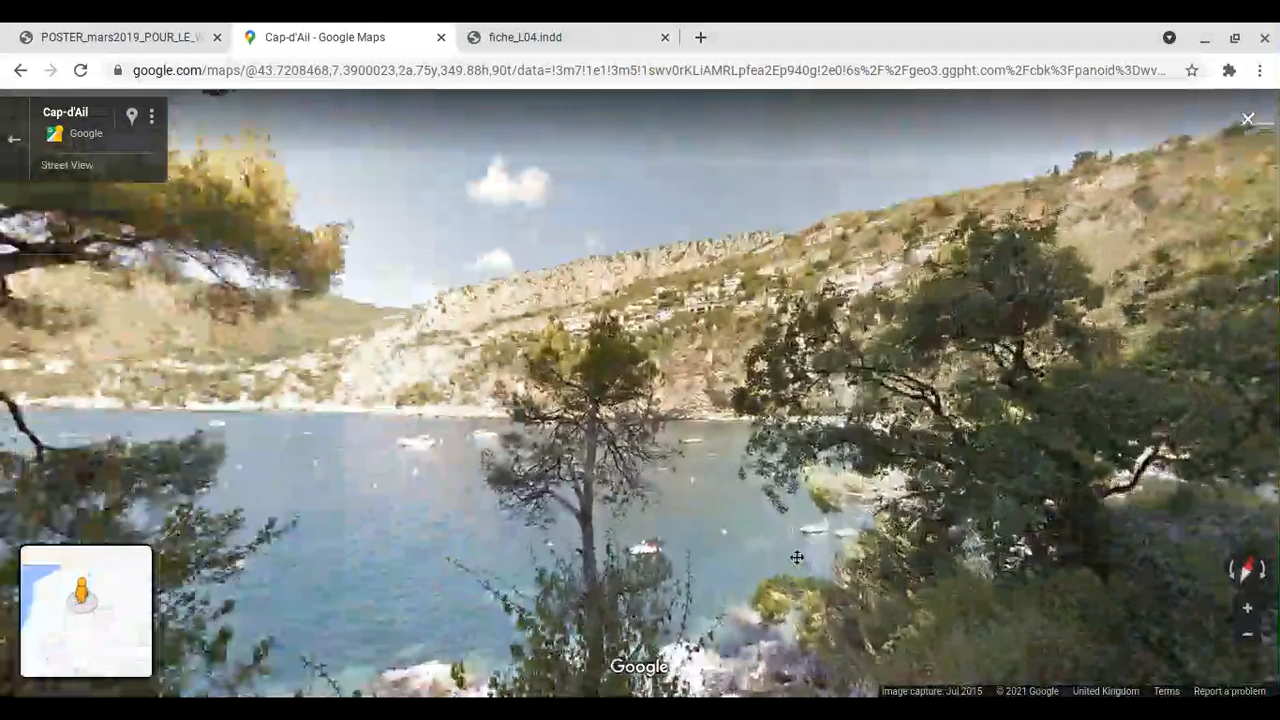 POSTER_mars2019_POUR_LE_W
Cap-d'Ail - Google Maps
fiche_L04.indd
google.com/maps/@43.7208468,7.3900023,2a,75y,349.88h,90t/data=!3m7!1e1!3m5!1swv0rKLiAMRLpfea2Ep940g!2e0!6s%2F%2Fgeo3.ggpht.com%2Fcbk%3Fpanoid%3Dwv...
Cap-d'Ail
Google
Street View
Google
Image capture: Jul 2015 © 2021 Google United Kingdom Terms Report a problem